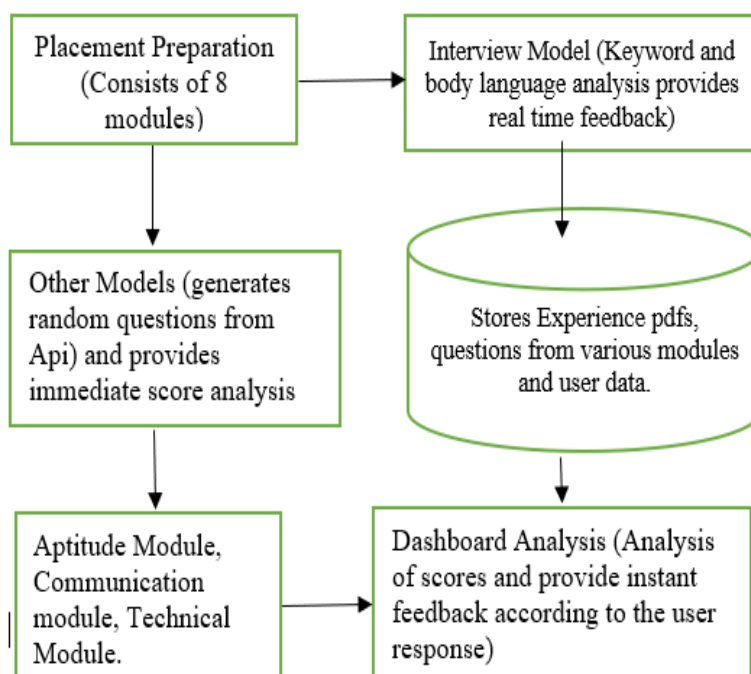 Placement Preparation
(Consists of 8
modules)
Interview Model (Keyword and
body language analysis provides
real time feedback)
Other Models (generates
random questions from
Api) and provides
immediate score analysis
Stores Experience pdfs,
questions from various modules
and user data.
Aptitude Module,
Communication
module, Technical
Module.
Dashboard Analysis (Analysis
of scores and provide instant
feedback according to the user
response)